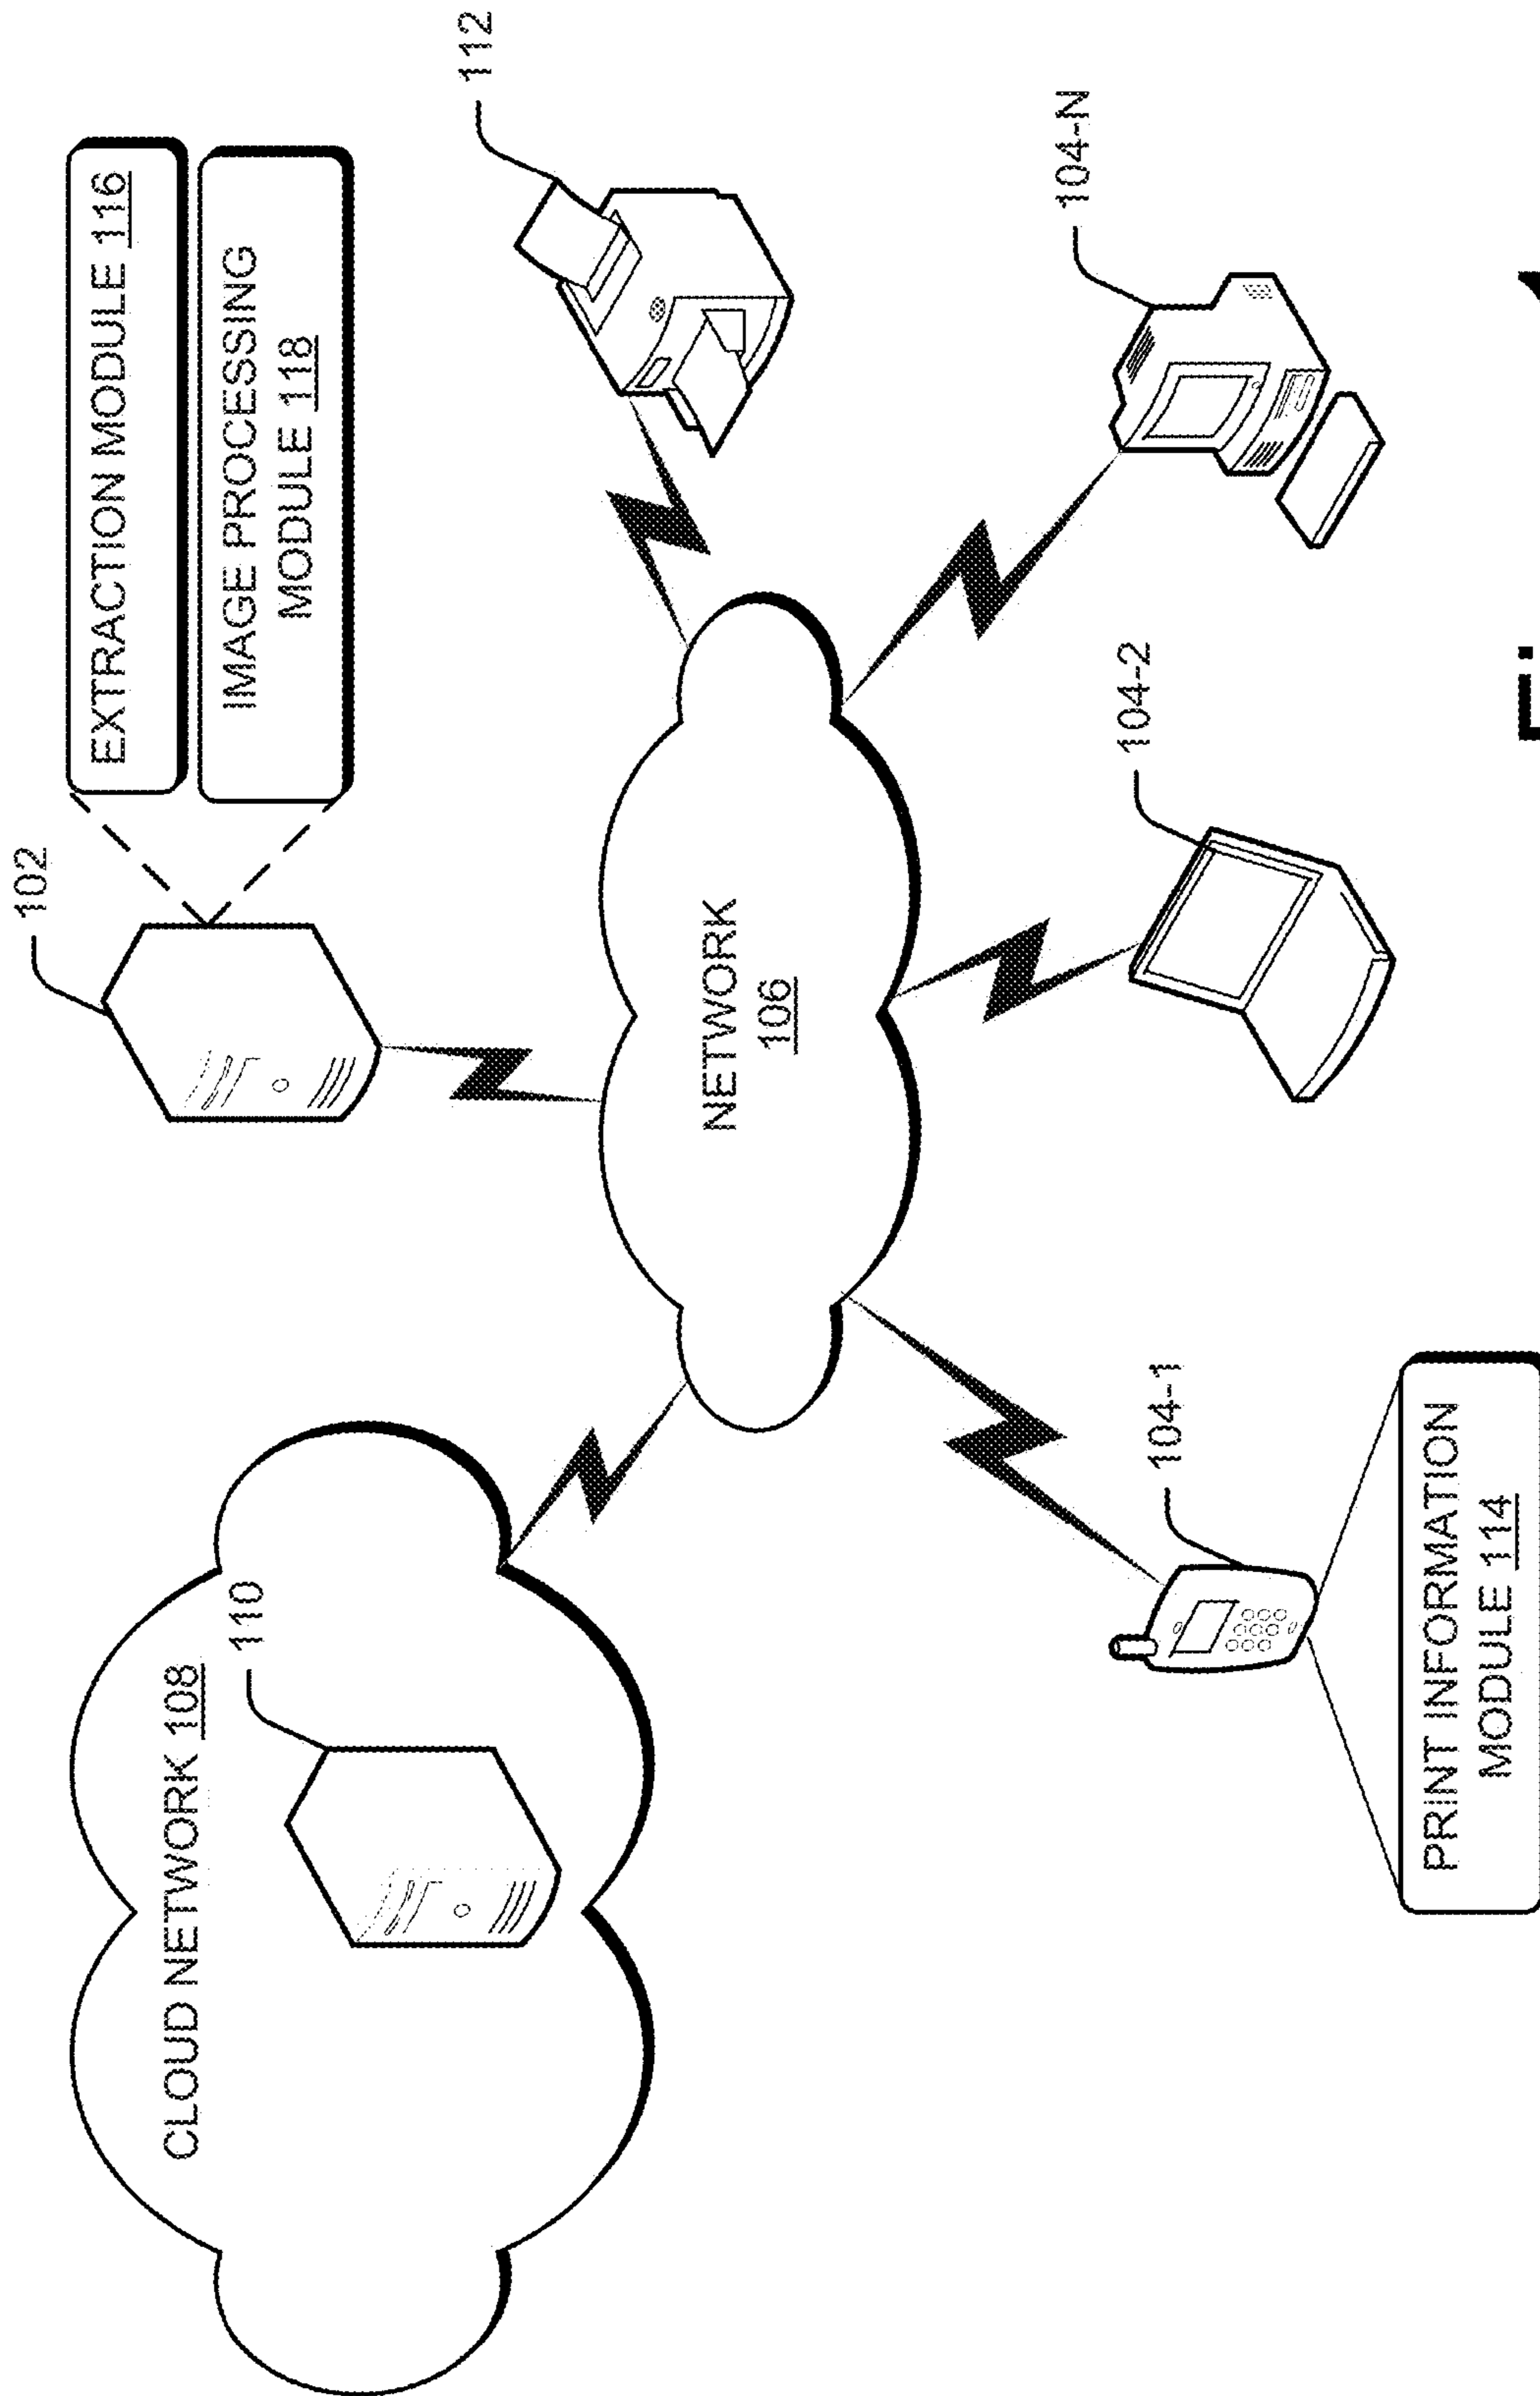 CLOUD NETWORK 108
110
102
EXTRACTION MODULE 116
IMAGE PROCESSING
MODULE 118
112
NETWORK
106
104-1
104-2
104-N
PRINT INFORMATION
MODULE 114